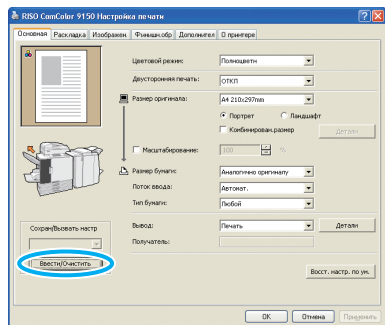 RISO ComColor 9150 Настройка печати
Основная Раскладка Изображен. Финишн.обр Дополнител О принтере
Цветовой режим: Полноцветн
Двусторонняя печать: ОТКЛ
Размер оригинала: A4 210x297mm
Портрет Ландшафт
Комбинирован.размер Детали
Масштабирование: 100 %
Размер бумаги: Аналогично оригиналу
Поток ввода: Автомат.
Тип бумаги: Любой
Сохран/Вызвать настр
Вывод: Печать Детали
Получатель:
Ввести/Очистить
Восст. настр. по ум.
OK Отмена Применить